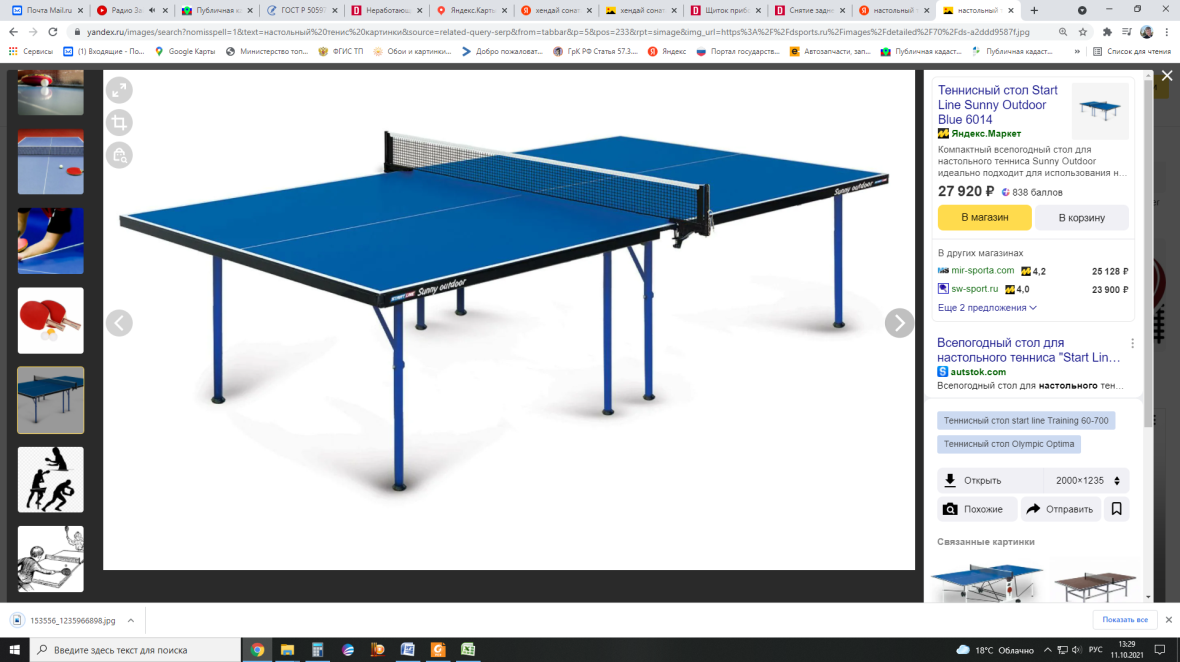 Почта Mail.ru
Радио За
Публичная к
ГОСТ Р 5059
Неработающ
Яндекс.Карты
хендай сонат
хендай сонат
Щиток прибо
Снятие задне
настольный
настольный
yandex.ru/images/search?nomisspell=1&text=настольный%20тенис%20картинки&source=related-query-serp&from=tabbar&p=5&pos=233&rpt=simage&img_url=https%3A%2F%2Fdsports.ru%2Fimages%2Fdetailed%2F70%2Fds-a2ddd9587f.jpg
Сервисы
(1) Входящие - По...
Google Карты
Министерство топ...
ФГИС ТП
Обои и картинки...
Добро пожаловат...
ГрК РФ Статья 57.3....
Яндекс
Портал государств...
Автозапчасти, зап...
Публичная кадаст...
Публичная кадаст...
»
Список для чтения
Sunny outdoor
START LINE Sunny outdoor
Теннисный стол Start
Line Sunny Outdoor
Blue 6014
Яндекс.Маркет
Компактный всепогодный стол для
настольного тенниса Sunny Outdoor
идеально подходит для использования н...
27 920 ₽ 838 баллов
В магазин
В корзину
В других магазинах
mir-sporta.com 4,2 25 128 ₽
sw-sport.ru 4,0 23 900 ₽
Еще 2 предложения
Всепогодный стол для
настольного тенниса "Start Lin...
autstok.com
Всепогодный стол для настольного тен...
Теннисный стол start line Training 60-700
Теннисный стол Olympic Optima
Открыть
2000×1235
Похожие
Отправить
Связанные картинки
153556_1235966898.jpg
Показать все
Введите здесь текст для поиска
18°C Облачно
РУС
13:29
11.10.2021